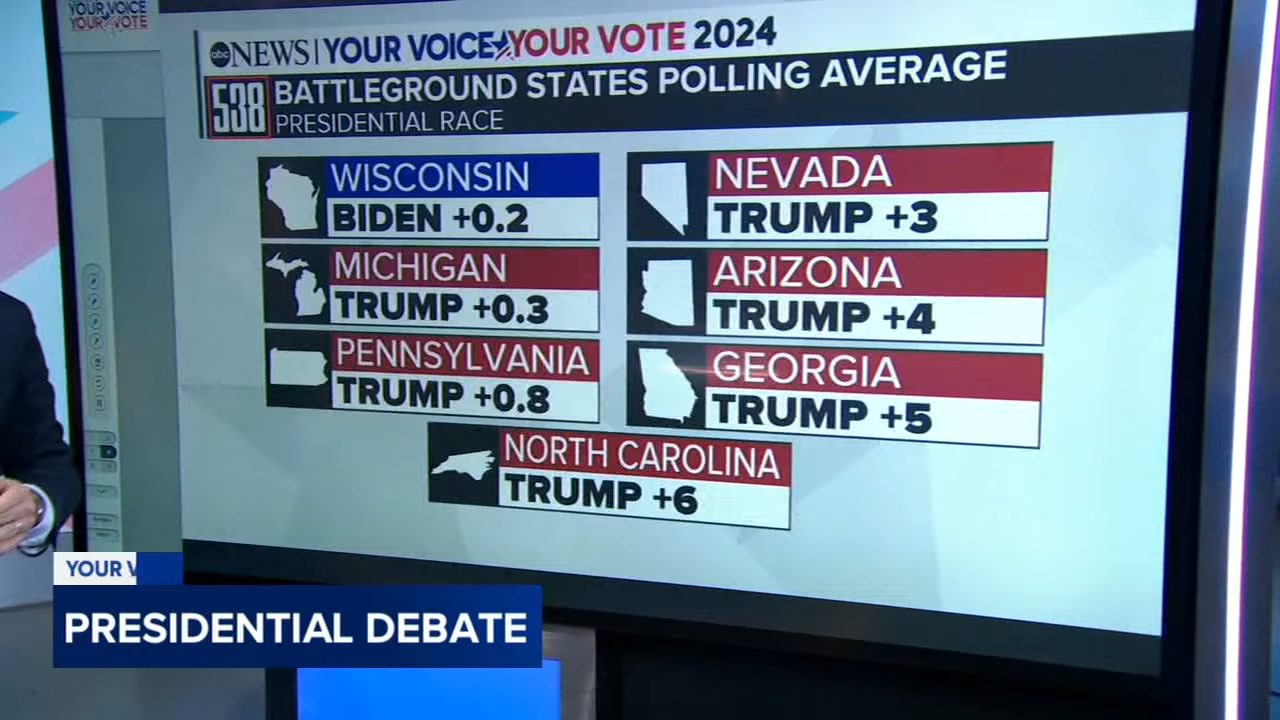 YOUR VOICE
YOUR VOTE
abc NEWS | YOUR VOICE YOUR VOTE 2024
538 BATTLEGROUND STATES POLLING AVERAGE
PRESIDENTIAL RACE
WISCONSIN
BIDEN +0.2
NEVADA
TRUMP +3
MICHIGAN
TRUMP +0.3
ARIZONA
TRUMP +4
PENNSYLVANIA
TRUMP +0.8
GEORGIA
TRUMP +5
NORTH CAROLINA
TRUMP +6
YOUR V
PRESIDENTIAL DEBATE